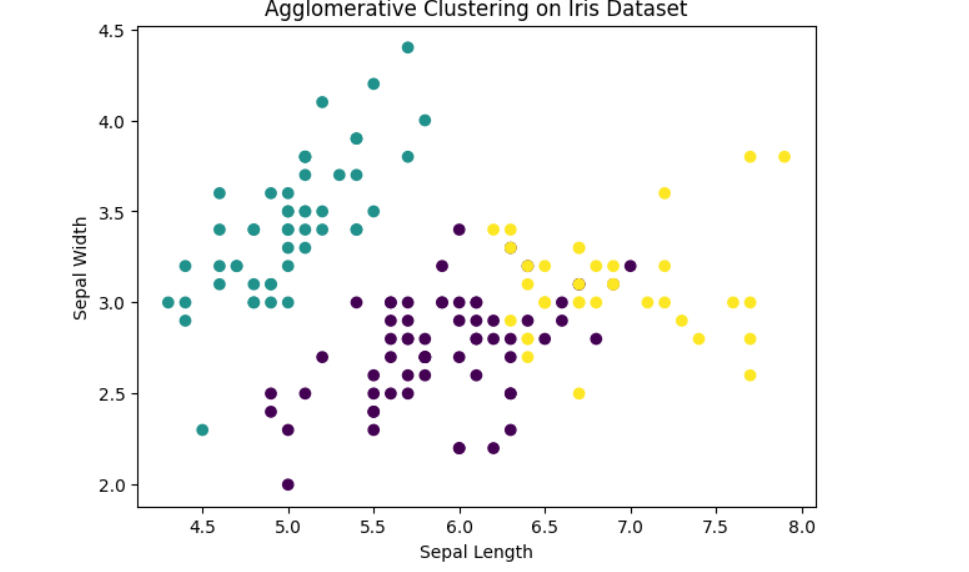 Agglomerative Clustering on Iris Dataset
4.5
4.0
3.5
3.0
2.5
2.0
Sepal Width
4.5 5.0 5.5 6.0 6.5 7.0 7.5 8.0
Sepal Length